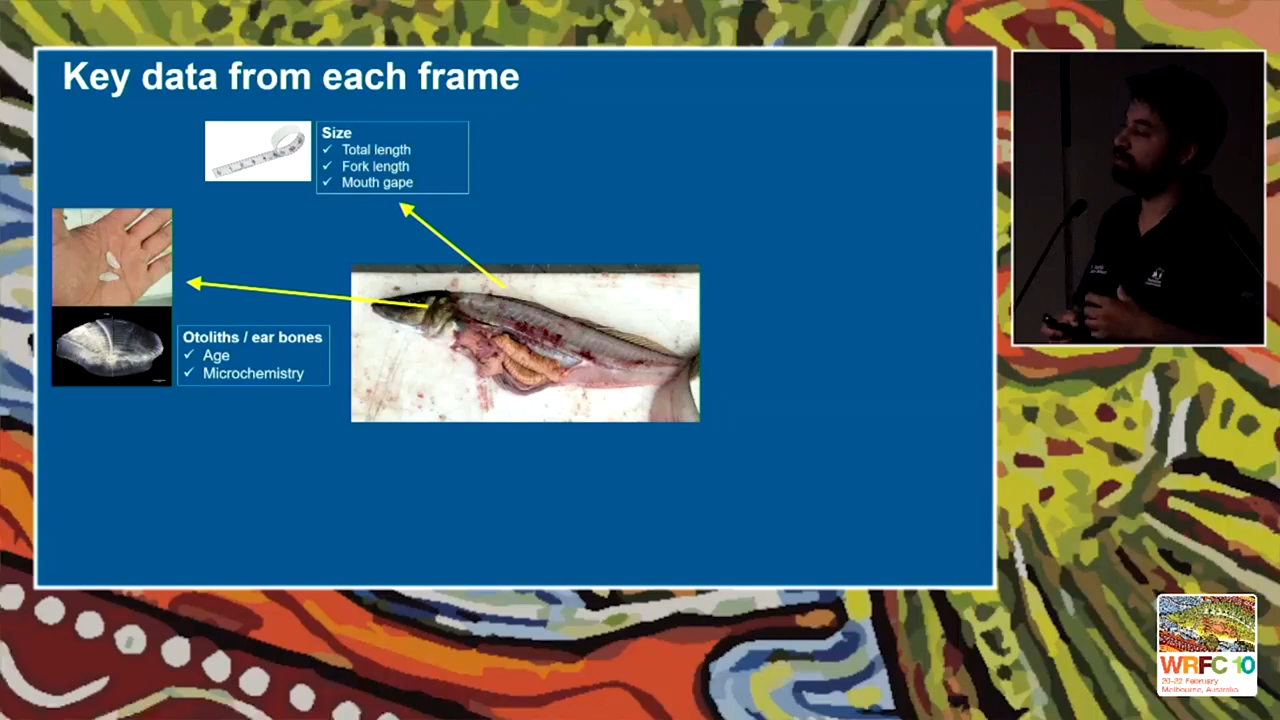 Key data from each frame
Size
✓ Total length
✓ Fork length
✓ Mouth gape
Otoliths / ear bones
✓ Age
✓ Microchemistry
WRFC 10
20-22 February
Melbourne, Australia